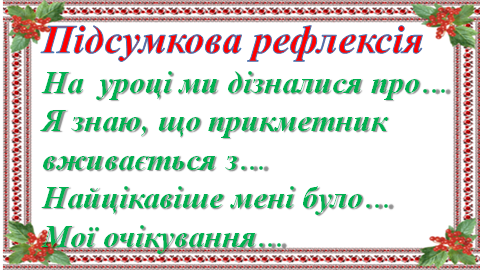 Підсумкова рефлексія
На уроці ми дізналися про….
Я знаю, що прикметник
вживається з….
Найцікавіше мені було….
Мої очікування….